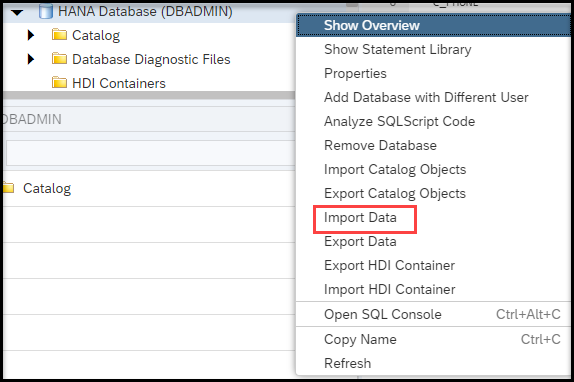 HANA Database (DBADMIN)
Catalog
Database Diagnostic Files
HDI Containers
DBADMIN
Catalog
Show Overview
Show Statement Library
Properties
Add Database with Different User
Analyze SQLScript Code
Remove Database
Import Catalog Objects
Export Catalog Objects
Import Data
Export Data
Export HDI Container
Import HDI Container
Open SQL Console Ctrl+Alt+C
Copy Name Ctrl+C
Refresh